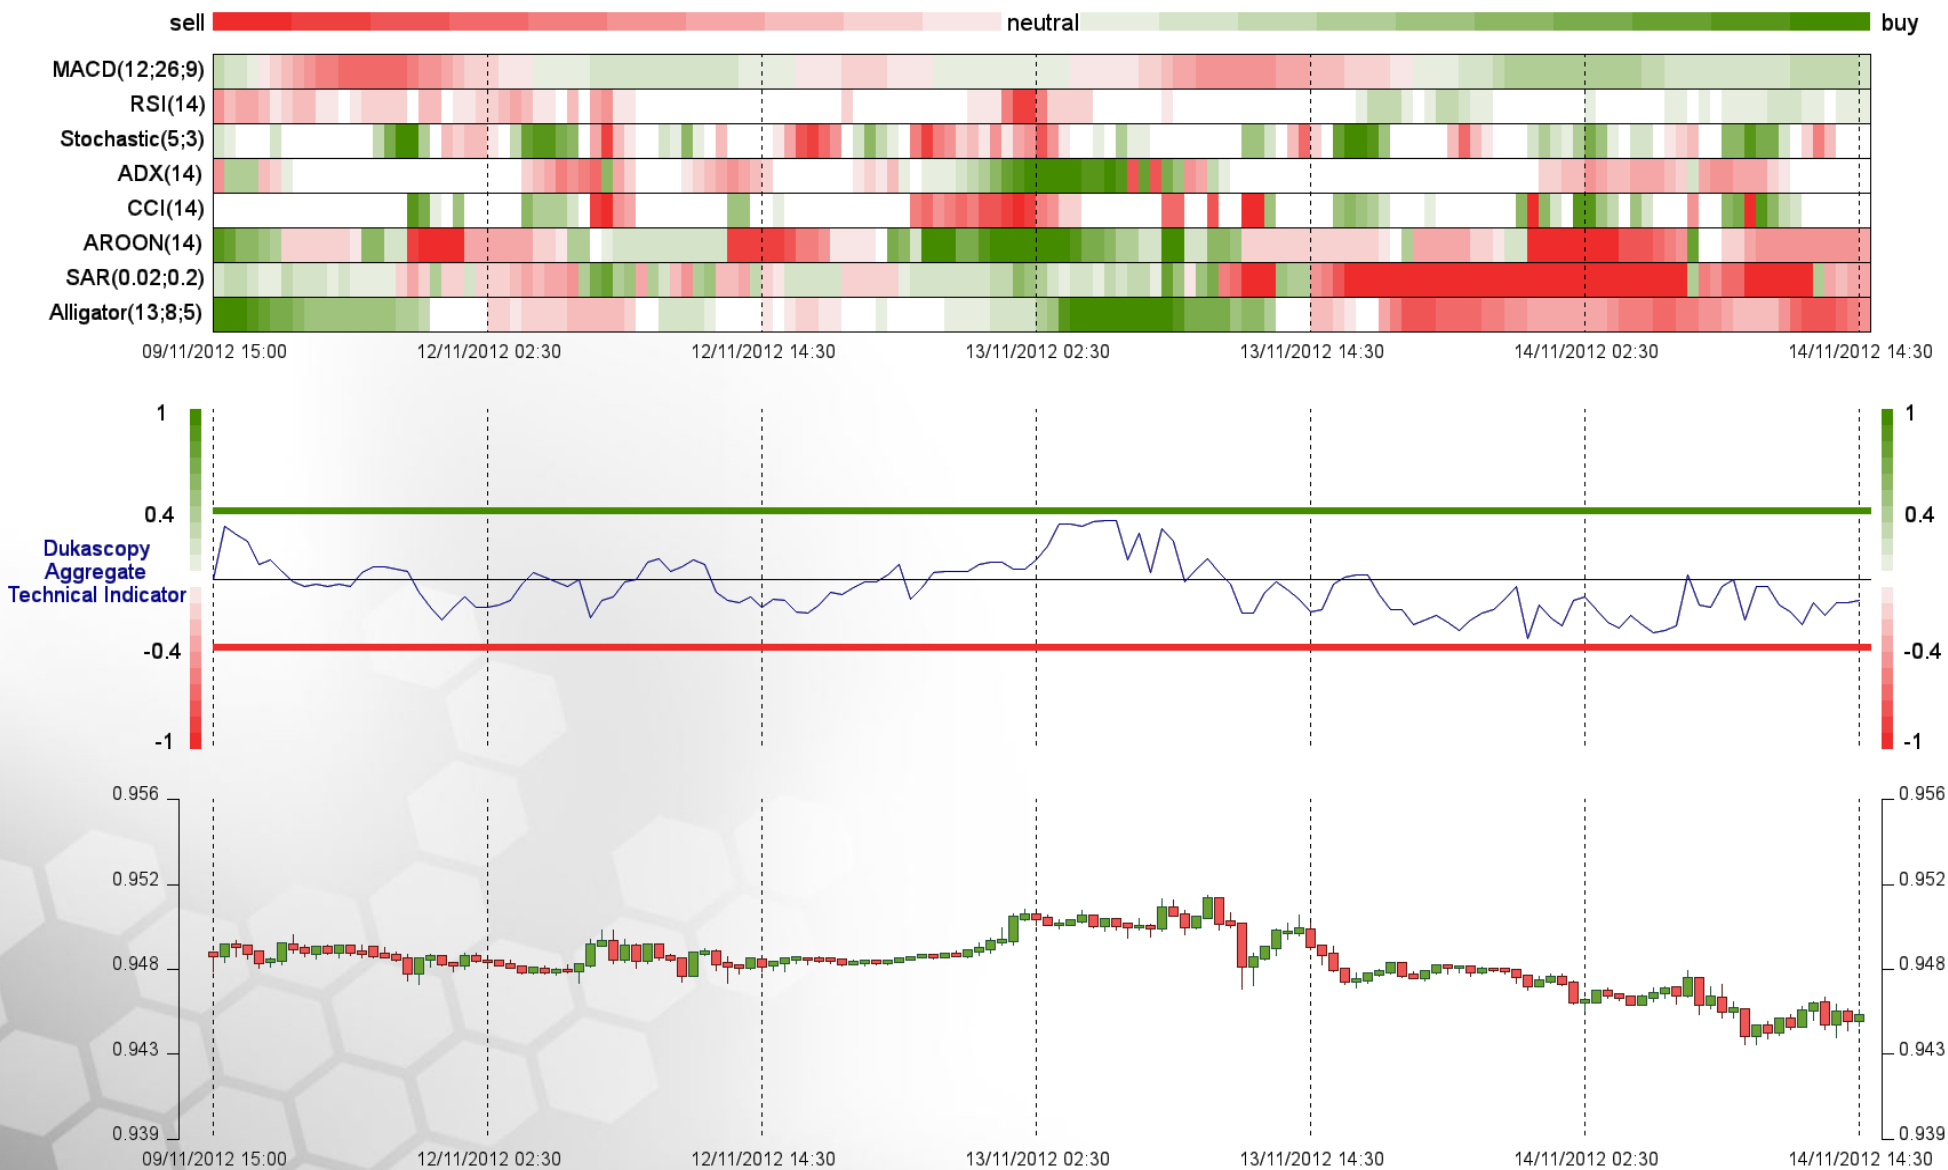 sell neutral buy
MACD(12;26;9)
RSI(14)
Stochastic(5;3)
ADX(14)
CCI(14)
AROON(14)
SAR(0.02;0.2)
Alligator(13;8;5)
09/11/2012 15:00 12/11/2012 02:30 12/11/2012 14:30 13/11/2012 02:30 13/11/2012 14:30 14/11/2012 02:30 14/11/2012 14:30
1 1
0.4 0.4
Dukascopy
Aggregate
Technical Indicator
-0.4 -0.4
-1 -1
0.956 0.956
0.952 0.952
0.948 0.948
0.943 0.943
0.939 0.939
09/11/2012 15:00 12/11/2012 02:30 12/11/2012 14:30 13/11/2012 02:30 13/11/2012 14:30 14/11/2012 02:30 14/11/2012 14:30